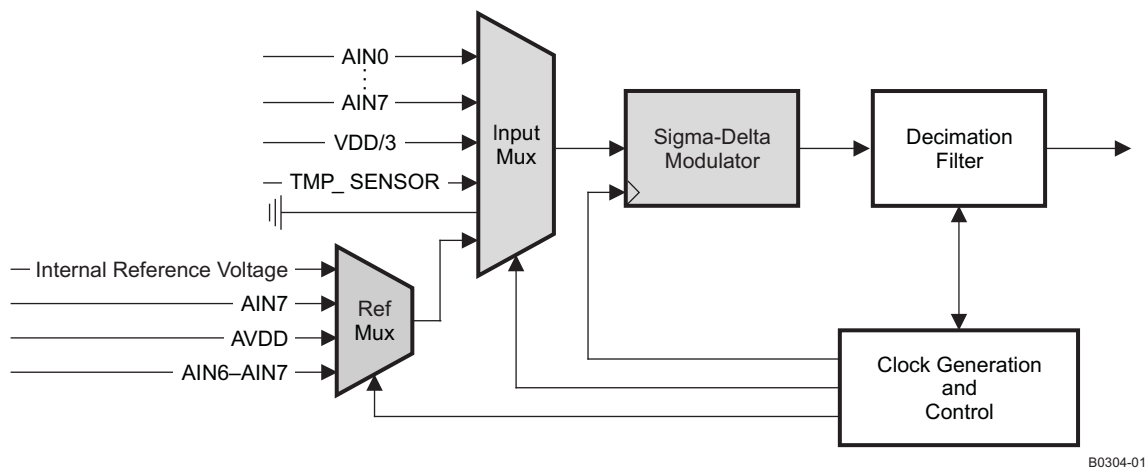 AIN0
AIN7
VDD/3
TMP_ SENSOR
Input
Mux
Sigma-Delta
Modulator
Decimation
Filter
Internal Reference Voltage
AIN7
AVDD
AIN6–AIN7
Ref
Mux
Clock Generation
and
Control
B0304-01